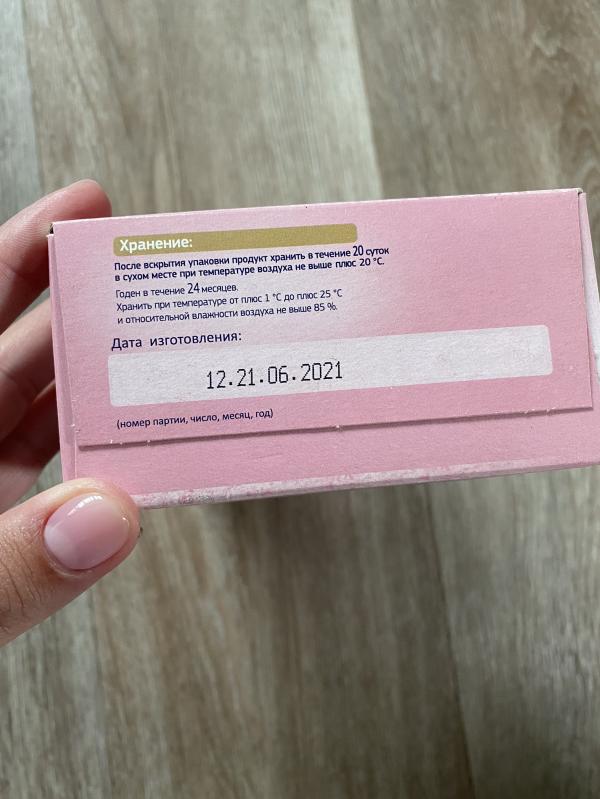 Хранение:
После вскрытия упаковки продукт хранить в течение 20 суток
в сухом месте при температуре воздуха не выше плюс 20 °С.
Годен в течение 24 месяцев.
Хранить при температуре от плюс 1 °С до плюс 25 °С
и относительной влажности воздуха не выше 85 %.
Дата изготовления:
12.21.06.2021
(номер партии, число, месяц, год)